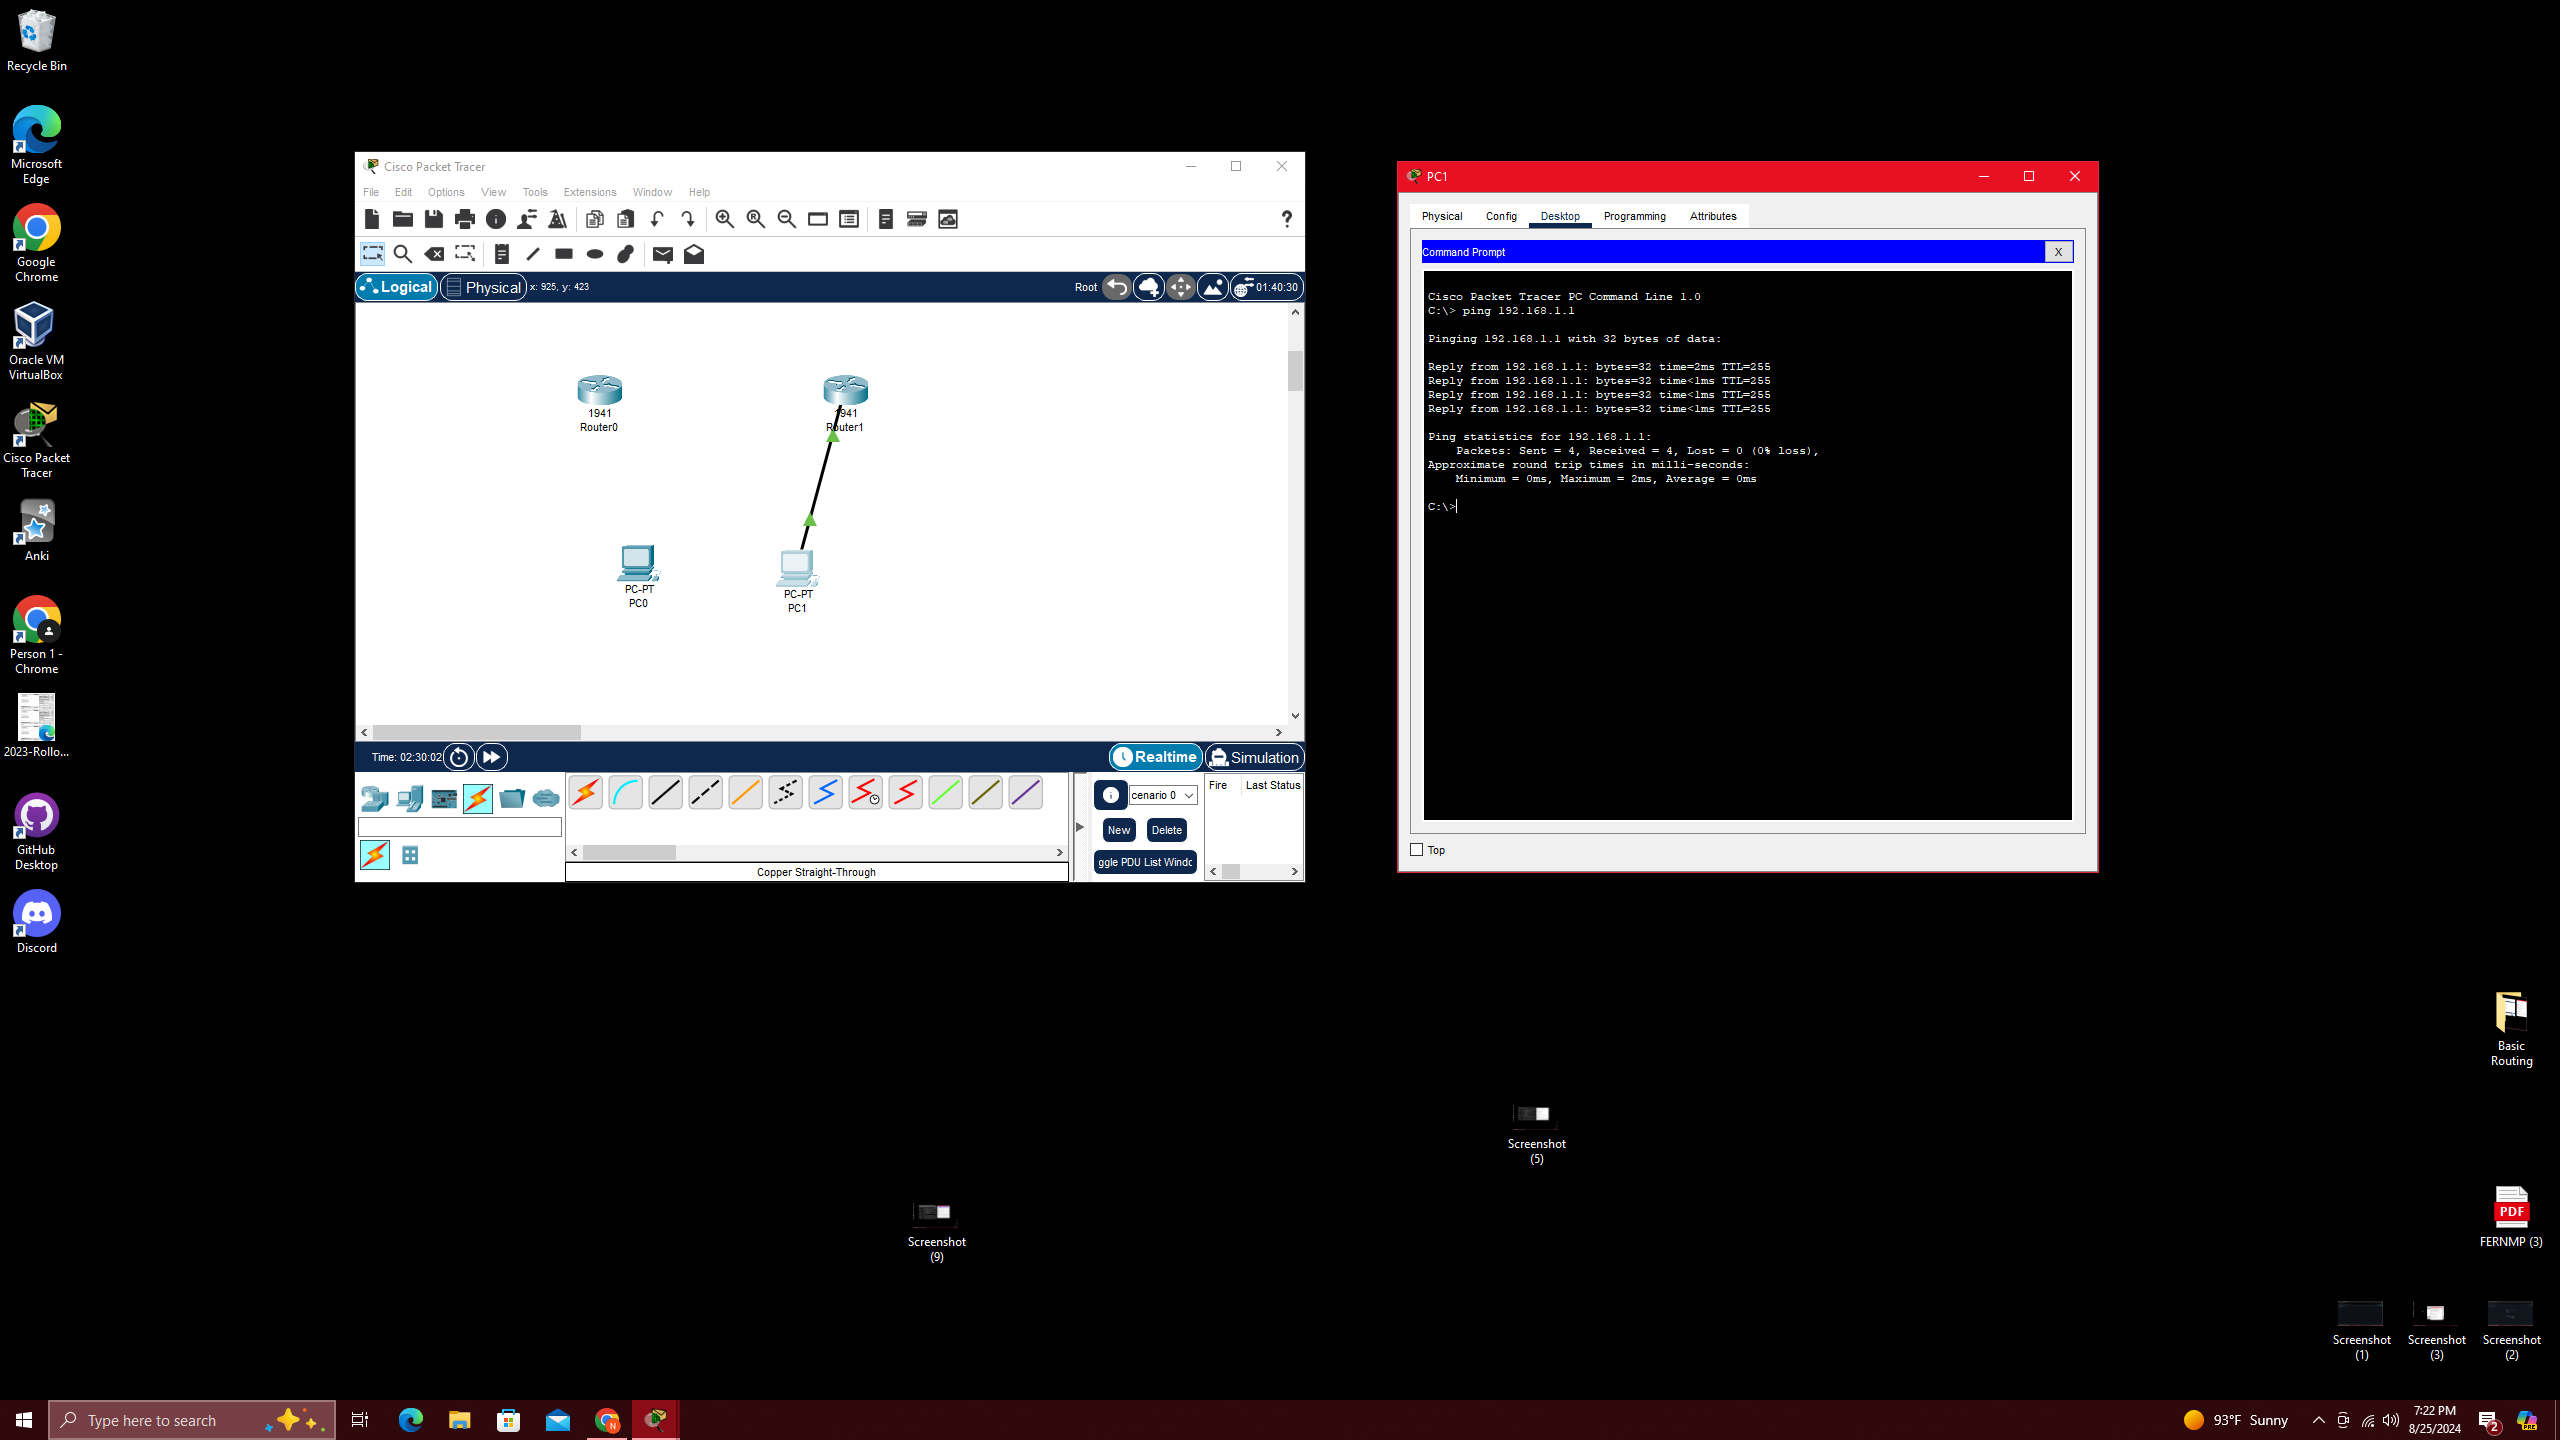 Recycle Bin
Microsoft
Edge
Google
Chrome
Oracle VM
VirtualBox
Cisco Packet
Tracer
Anki
Person 1 -
Chrome
2023-Rollo...
GitHub
Desktop
Discord
Cisco Packet Tracer
File Edit Options View Tools Extensions Window Help
Logical Physical x: 925, y: 423
Root 01:40:30
1941
Router0
1941
Router1
PC-PT
PC0
PC-PT
PC1
Time: 02:30:02
Realtime Simulation
cenario 0
New Delete
ggle PDU List Windo
Fire Last Status
Copper Straight-Through
PC1
Physical Config Desktop Programming Attributes
Command Prompt X
Cisco Packet Tracer PC Command Line 1.0
C:\> ping 192.168.1.1
Pinging 192.168.1.1 with 32 bytes of data:
Reply from 192.168.1.1: bytes=32 time=2ms TTL=255
Reply from 192.168.1.1: bytes=32 time<1ms TTL=255
Reply from 192.168.1.1: bytes=32 time<1ms TTL=255
Reply from 192.168.1.1: bytes=32 time<1ms TTL=255
Ping statistics for 192.168.1.1:
Packets: Sent = 4, Received = 4, Lost = 0 (0% loss),
Approximate round trip times in milli-seconds:
Minimum = 0ms, Maximum = 2ms, Average = 0ms
C:\>
Top
Basic
Routing
Screenshot
(5)
Screenshot
(9)
PDF
FERNMP (3)
Screenshot
(1)
Screenshot
(3)
Screenshot
(2)
Type here to search
93°F Sunny
7:22 PM
8/25/2024
2